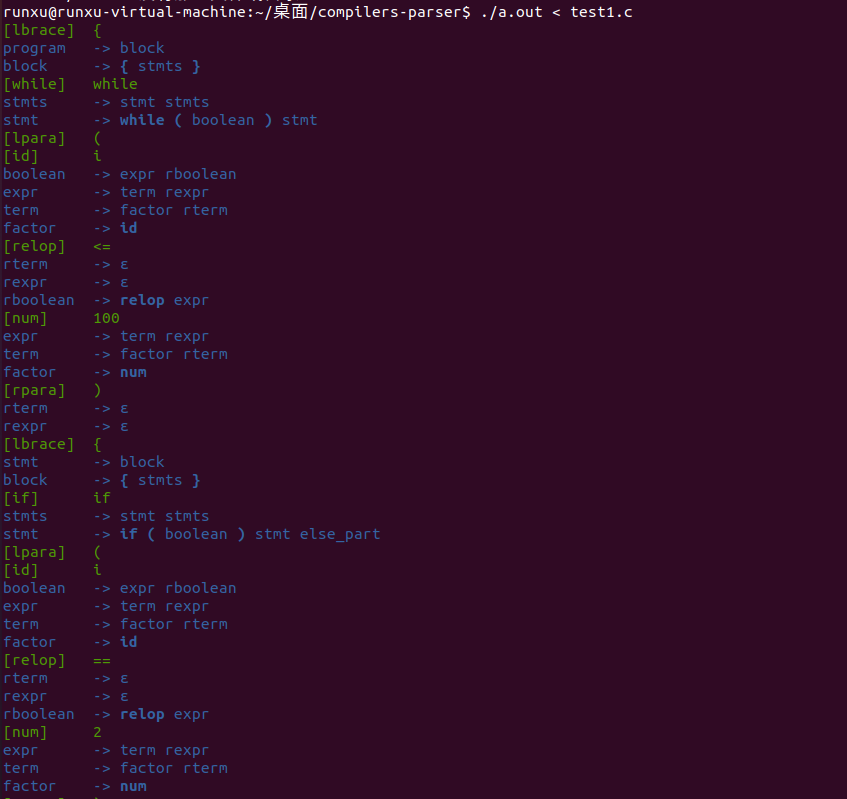 runxu@runxu-virtual-machine:~/桌面/compilers-parser$ ./a.out < test1.c
[lbrace] {
program -> block
block -> { stmts }
[while] while
stmts -> stmt stmts
stmt -> while ( boolean ) stmt
[lpara] (
[id] i
boolean -> expr rboolean
expr -> term rexpr
term -> factor rterm
factor -> id
[relop] <=
rterm -> ε
rexpr -> ε
rboolean -> relop expr
[num] 100
expr -> term rexpr
term -> factor rterm
factor -> num
[rpara] )
rterm -> ε
rexpr -> ε
[lbrace] {
stmt -> block
block -> { stmts }
[if] if
stmts -> stmt stmts
stmt -> if ( boolean ) stmt else_part
[lpara] (
[id] i
boolean -> expr rboolean
expr -> term rexpr
term -> factor rterm
factor -> id
[relop] ==
rterm -> ε
rexpr -> ε
rboolean -> relop expr
[num] 2
expr -> term rexpr
term -> factor rterm
factor -> num